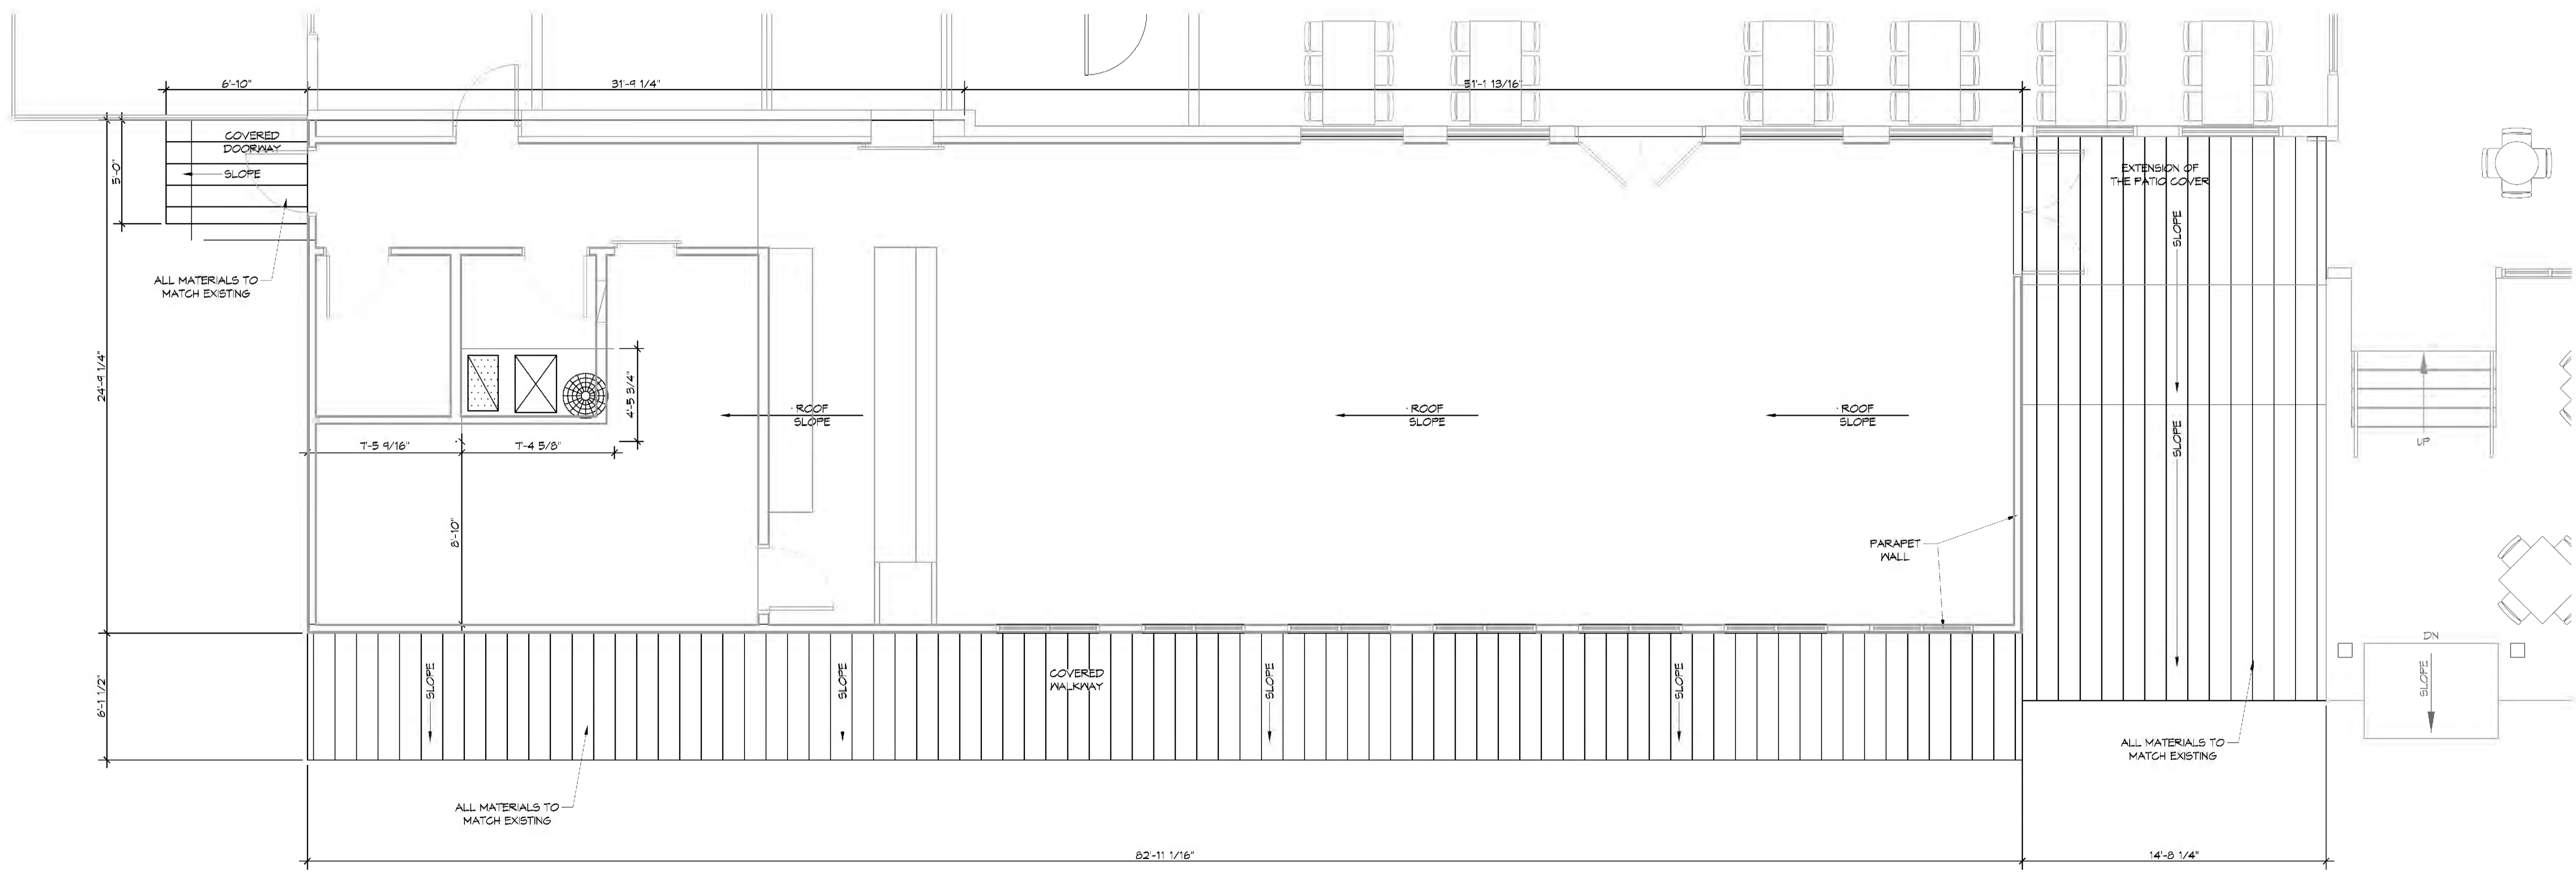 6'-10"
31'-9 1/4"
51'-1 13/16"
COVERED
DOORWAY
SLOPE
5'-0"
EXTENSION OF
THE PATIO COVER
SLOPE
ALL MATERIALS TO
MATCH EXISTING
24'-9 1/4"
4'-5 3/4"
ROOF
SLOPE
ROOF
SLOPE
ROOF
SLOPE
7'-5 9/16"
7'-4 5/8"
SLOPE
UP
8'-10"
PARAPET
WALL
6'-1 1/2"
SLOPE
SLOPE
COVERED
WALKWAY
SLOPE
SLOPE
DN
SLOPE
ALL MATERIALS TO
MATCH EXISTING
ALL MATERIALS TO
MATCH EXISTING
82'-11 1/16"
14'-8 1/4"